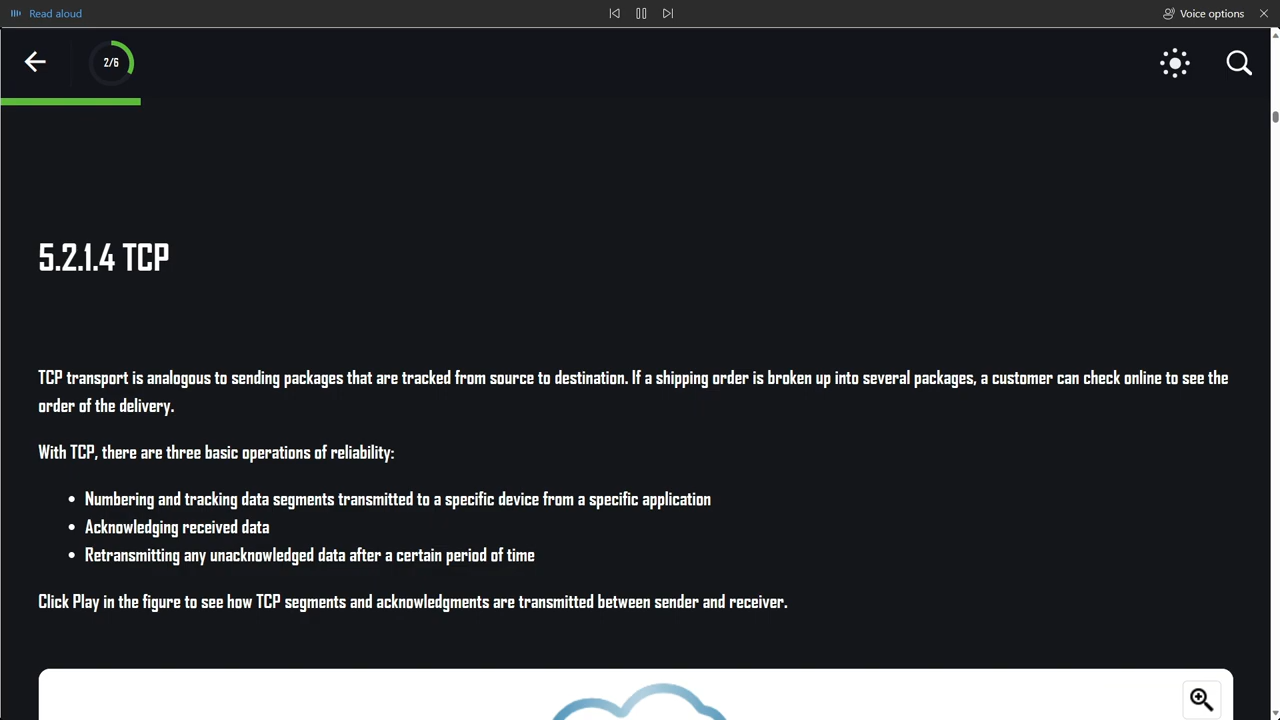 Read aloud
Voice options
2/6
5.2.1.4 TCP
TCP transport is analogous to sending packages that are tracked from source to destination. If a shipping order is broken up into several packages, a customer can check online to see the
order of the delivery.
With TCP, there are three basic operations of reliability:
• Numbering and tracking data segments transmitted to a specific device from a specific application
• Acknowledging received data
• Retransmitting any unacknowledged data after a certain period of time
Click Play in the figure to see how TCP segments and acknowledgments are transmitted between sender and receiver.